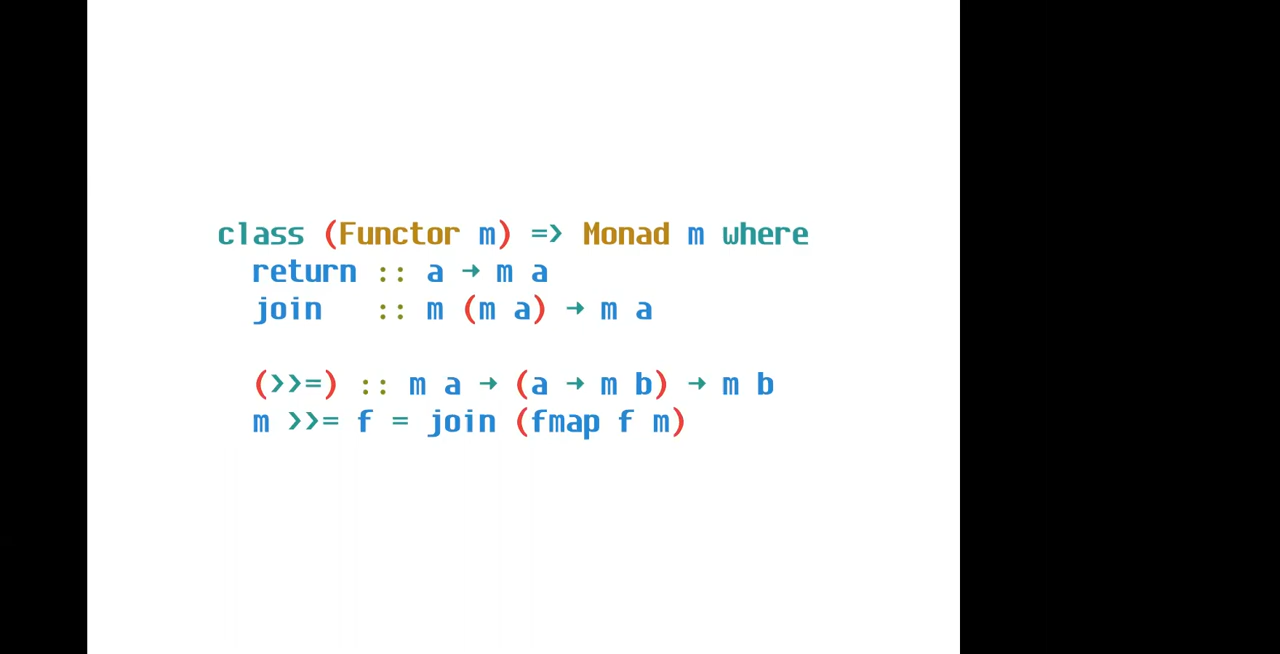 class (Functor m) => Monad m where
return :: a → m a
join :: m (m a) → m a
(>>=) :: m a → (a → m b) → m b
m >>= f = join (fmap f m)